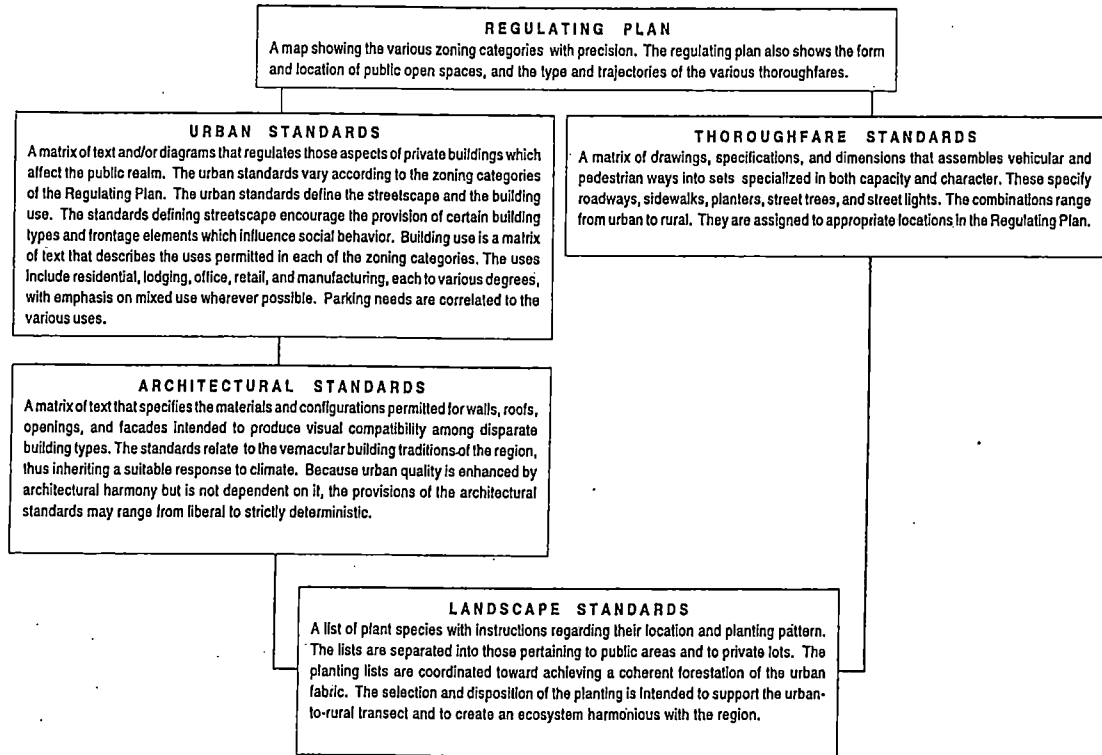 REGULATING PLAN
A map showing the various zoning categories with precision. The regulating plan also shows the form
and location of public open spaces, and the type and trajectories of the various thoroughfares.
URBAN STANDARDS
A matrix of text and/or diagrams that regulates those aspects of private buildings which
affect the public realm. The urban standards vary according to the zoning categories
of the Regulating Plan. The urban standards define the streetscape and the building
use. The standards defining streetscape encourage the provision of certain building
types and frontage elements which influence social behavior. Building use is a matrix
of text that describes the uses permitted in each of the zoning categories. The uses
include residential, lodging, office, retail, and manufacturing, each to various degrees,
with emphasis on mixed use wherever possible. Parking needs are correlated to the
various uses.
THOROUGHFARE STANDARDS
A matrix of drawings, specifications, and dimensions that assembles vehicular and
pedestrian ways into sets specialized in both capacity and character. These specify
roadways, sidewalks, planters, street trees, and street lights. The combinations range
from urban to rural. They are assigned to appropriate locations in the Regulating Plan.
ARCHITECTURAL STANDARDS
A matrix of text that specifies the materials and configurations permitted for walls, roofs,
openings, and facades intended to produce visual compatibility among disparate
building types. The standards relate to the vernacular building traditions of the region,
thus inheriting a suitable response to climate. Because urban quality is enhanced by
architectural harmony but is not dependent on it, the provisions of the architectural
standards may range from liberal to strictly deterministic.
LANDSCAPE STANDARDS
A list of plant species with instructions regarding their location and planting pattern.
The lists are separated into those pertaining to public areas and to private lots. The
planting lists are coordinated toward achieving a coherent forestation of the urban
fabric. The selection and disposition of the planting is intended to support the urban-
to-rural transect and to create an ecosystem harmonious with the region.